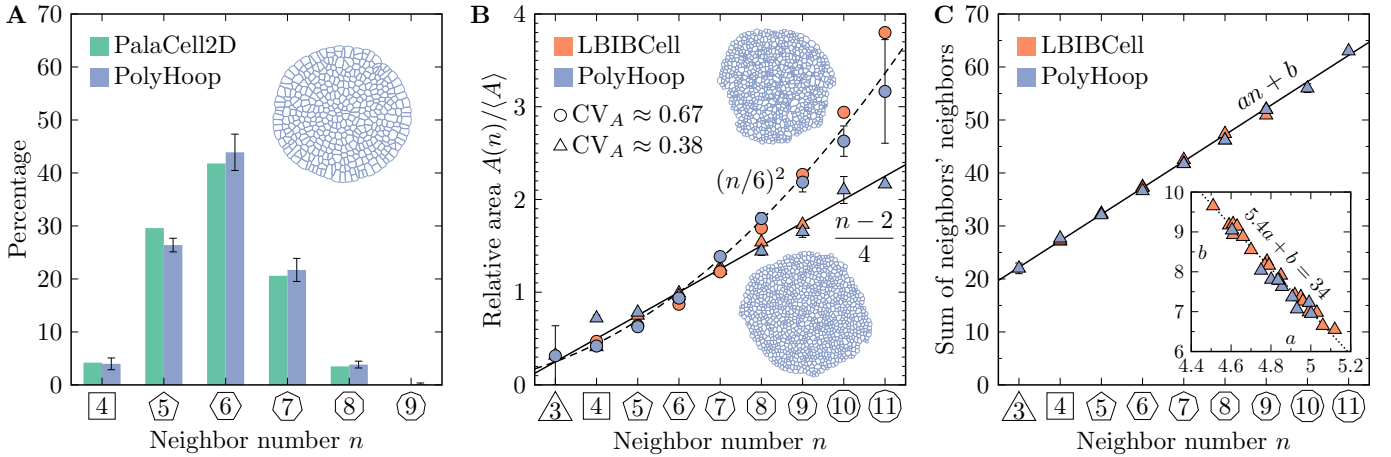 A
PalaCell2D
PolyHoop
Percentage
70
60
50
40
30
20
10
0
4 5 6 7 8 9
Neighbor number n
B
LBIBCell
PolyHoop
CV_A ≈ 0.67
CV_A ≈ 0.38
(n/6)²
n − 2
4
Relative area A(n)/⟨A⟩
4
3
2
1
0
3 4 5 6 7 8 9 10 11
Neighbor number n
C
LBIBCell
PolyHoop
an + b
Sum of neighbors' neighbors
70
60
50
40
30
20
10
0
10
9
8
7
6
b
5.4a + b = 34
a
4.4 4.6 4.8 5 5.2
3 4 5 6 7 8 9 10 11
Neighbor number n